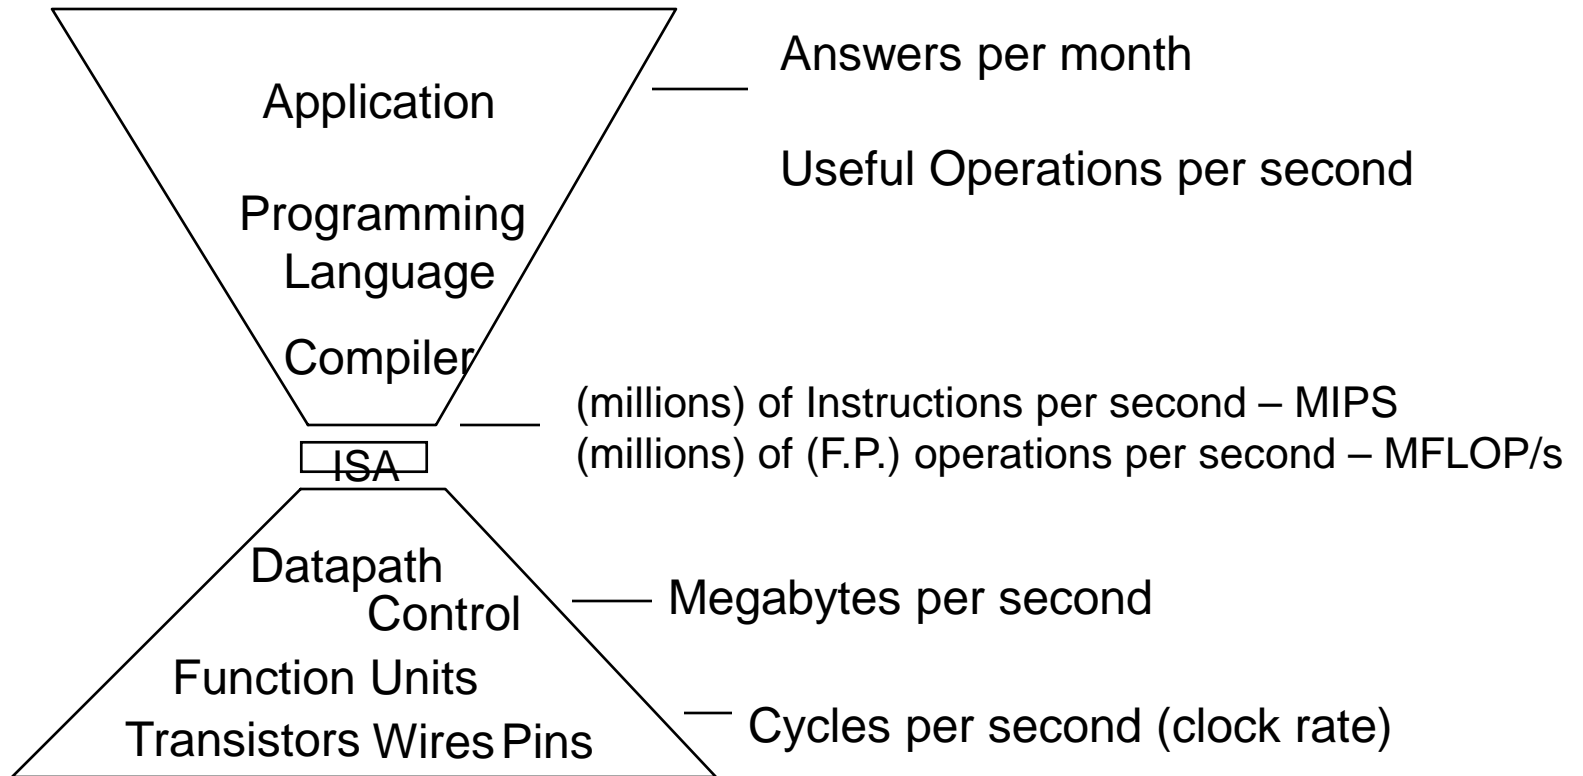 Application
Programming
Language
Compiler
ISA
Datapath
Control
Function Units
Transistors Wires Pins
Answers per month
Useful Operations per second
(millions) of Instructions per second – MIPS
(millions) of (F.P.) operations per second – MFLOP/s
Megabytes per second
Cycles per second (clock rate)